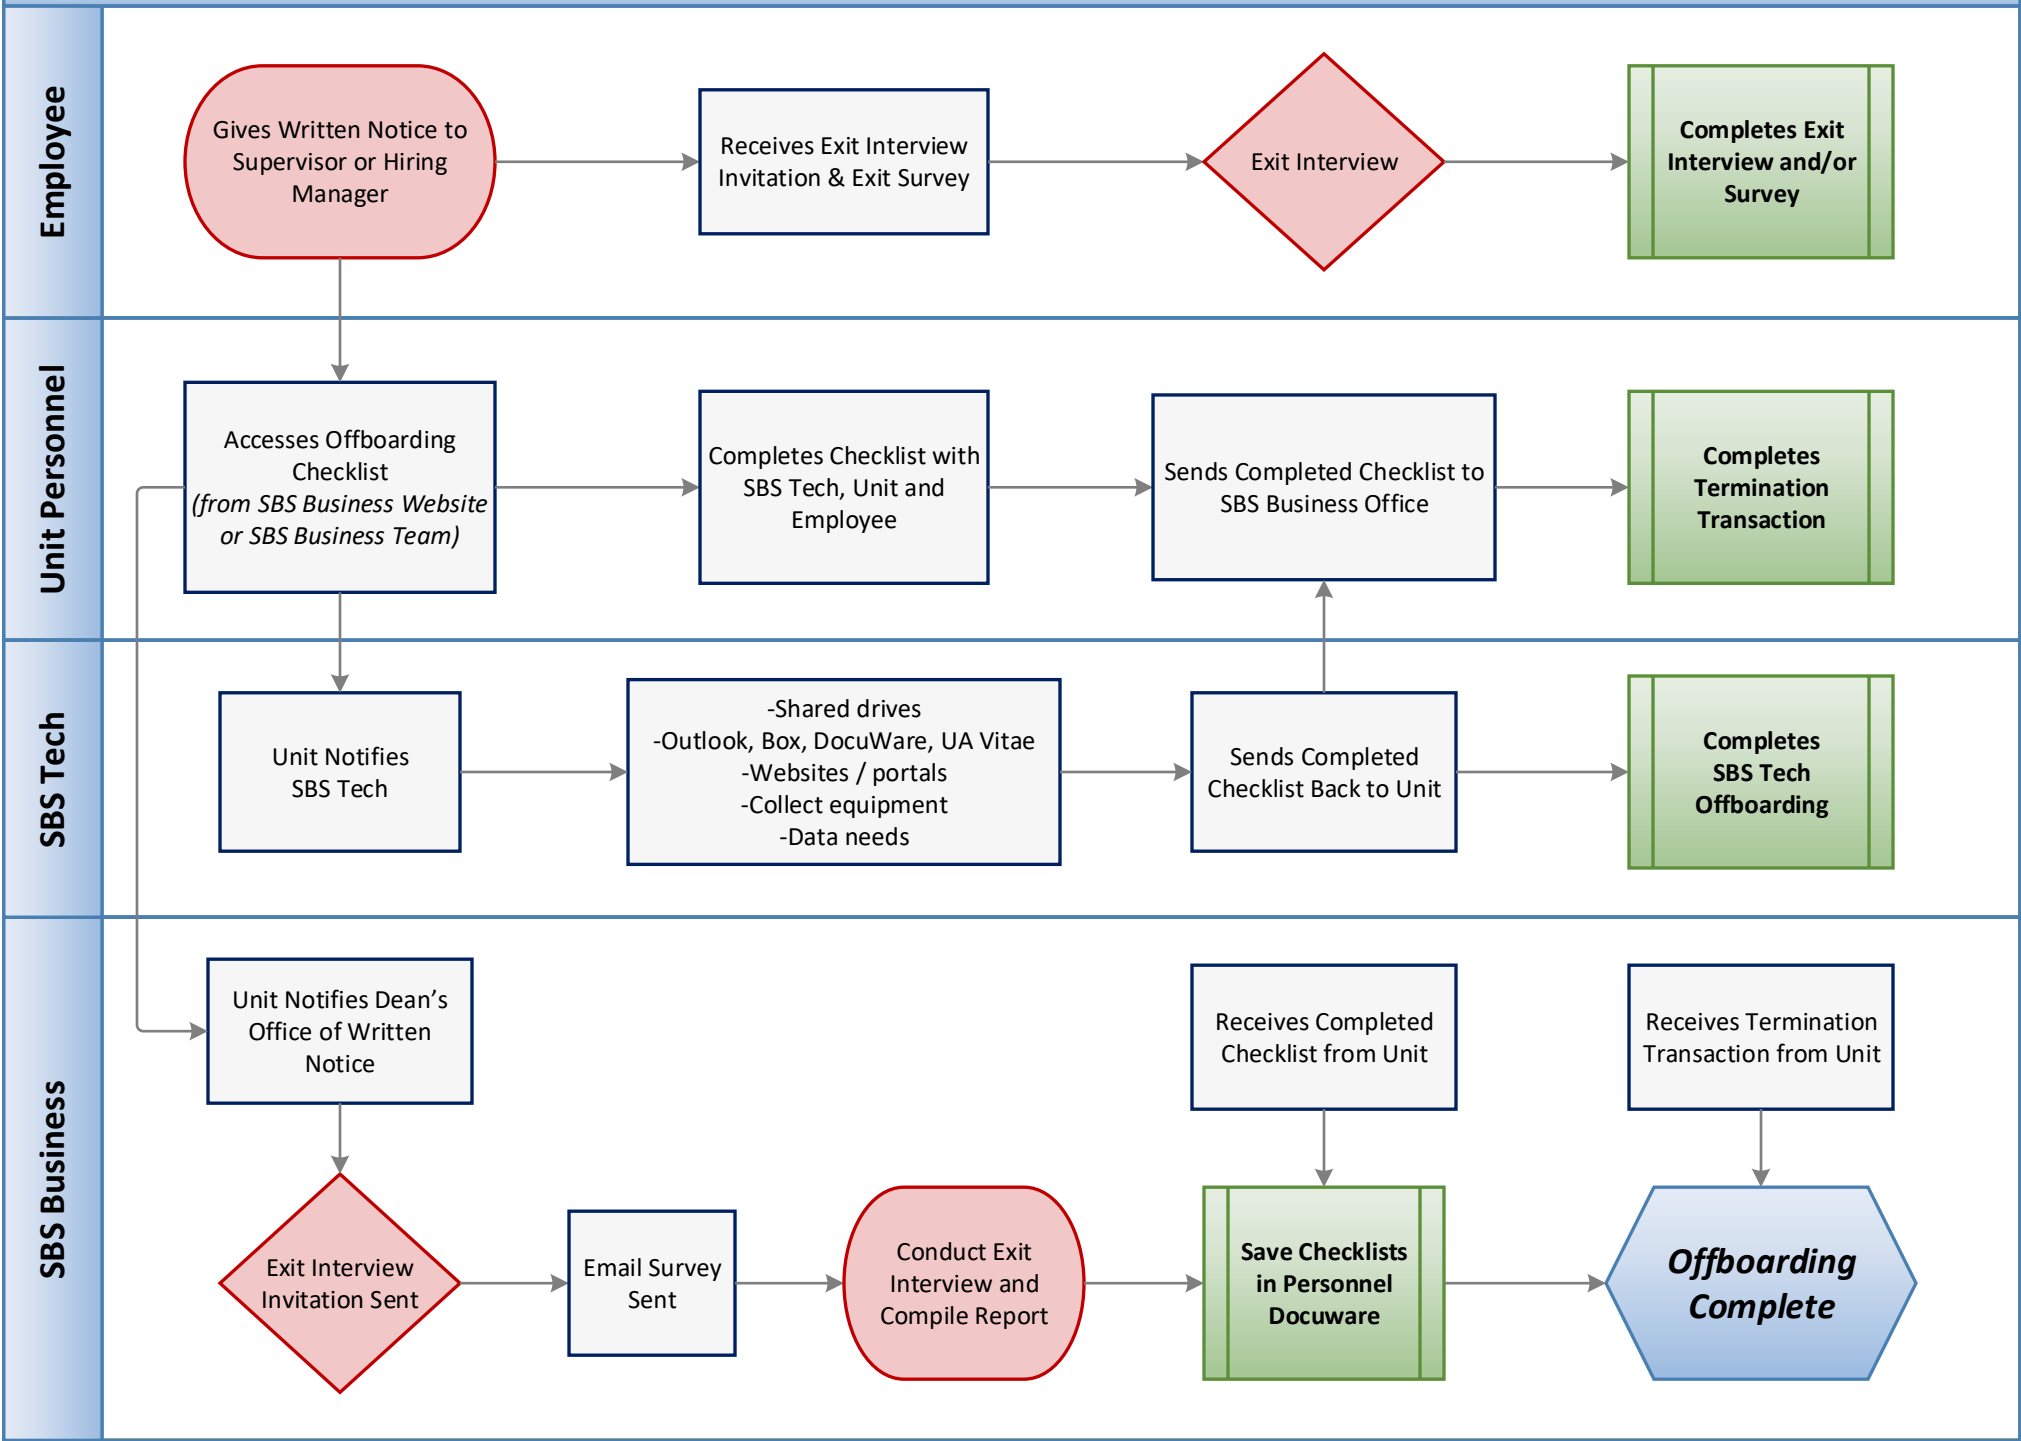 Employee
Gives Written Notice to
Supervisor or Hiring
Manager
Receives Exit Interview
Invitation & Exit Survey
Exit Interview
Completes Exit
Interview and/or
Survey
Unit Personnel
Accesses Offboarding
Checklist
(from SBS Business Website
or SBS Business Team)
Completes Checklist with
SBS Tech, Unit and
Employee
Sends Completed Checklist to
SBS Business Office
Completes
Termination
Transaction
SBS Tech
Unit Notifies
SBS Tech
-Shared drives
-Outlook, Box, DocuWare, UA Vitae
-Websites / portals
-Collect equipment
-Data needs
Sends Completed
Checklist Back to Unit
Completes
SBS Tech
Offboarding
SBS Business
Unit Notifies Dean’s
Office of Written
Notice
Receives Completed
Checklist from Unit
Receives Termination
Transaction from Unit
Exit Interview
Invitation Sent
Email Survey
Sent
Conduct Exit
Interview and
Compile Report
Save Checklists
in Personnel
Docuware
Offboarding
Complete